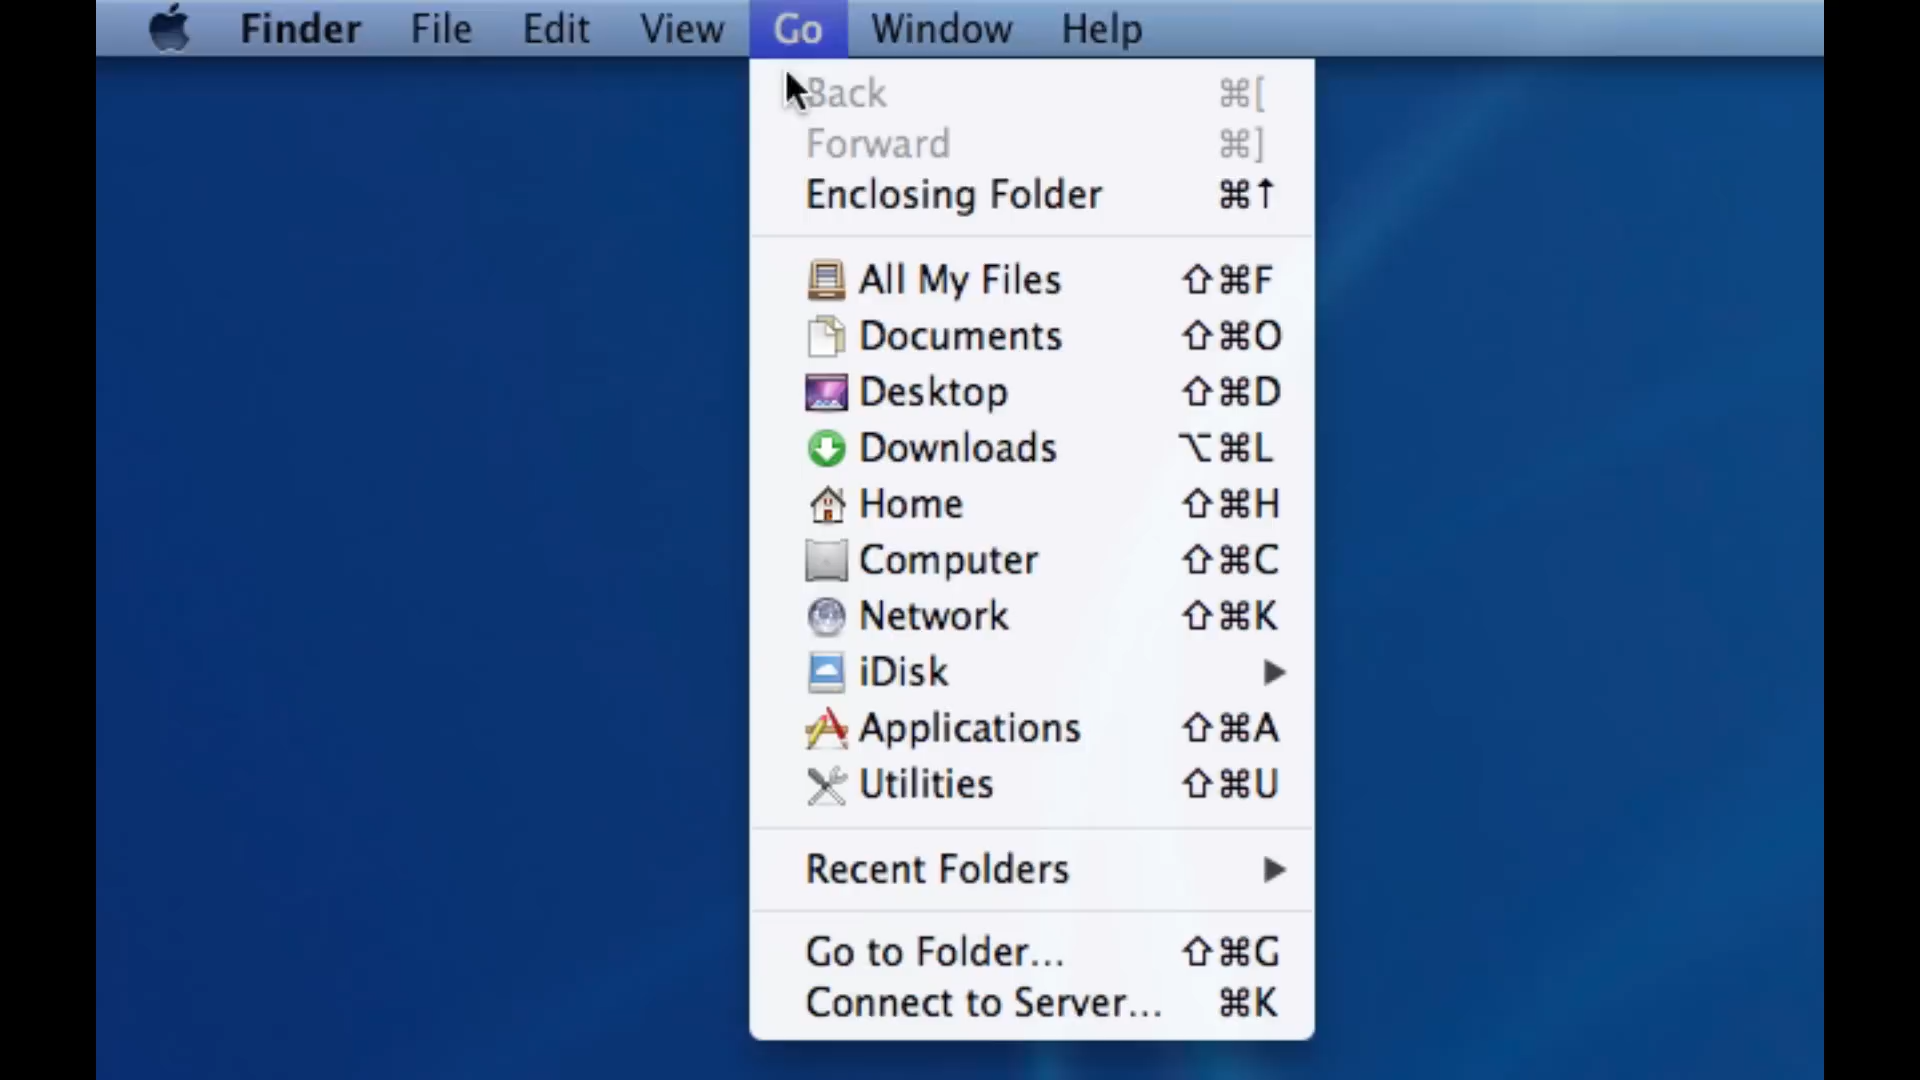 Finder File Edit View Go Window Help
Back ⌘[
Forward ⌘]
Enclosing Folder ⌘↑
All My Files ⇧⌘F
Documents ⇧⌘O
Desktop ⇧⌘D
Downloads ⌥⌘L
Home ⇧⌘H
Computer ⇧⌘C
Network ⇧⌘K
iDisk ▶
Applications ⇧⌘A
Utilities ⇧⌘U
Recent Folders ▶
Go to Folder... ⇧⌘G
Connect to Server... ⌘K